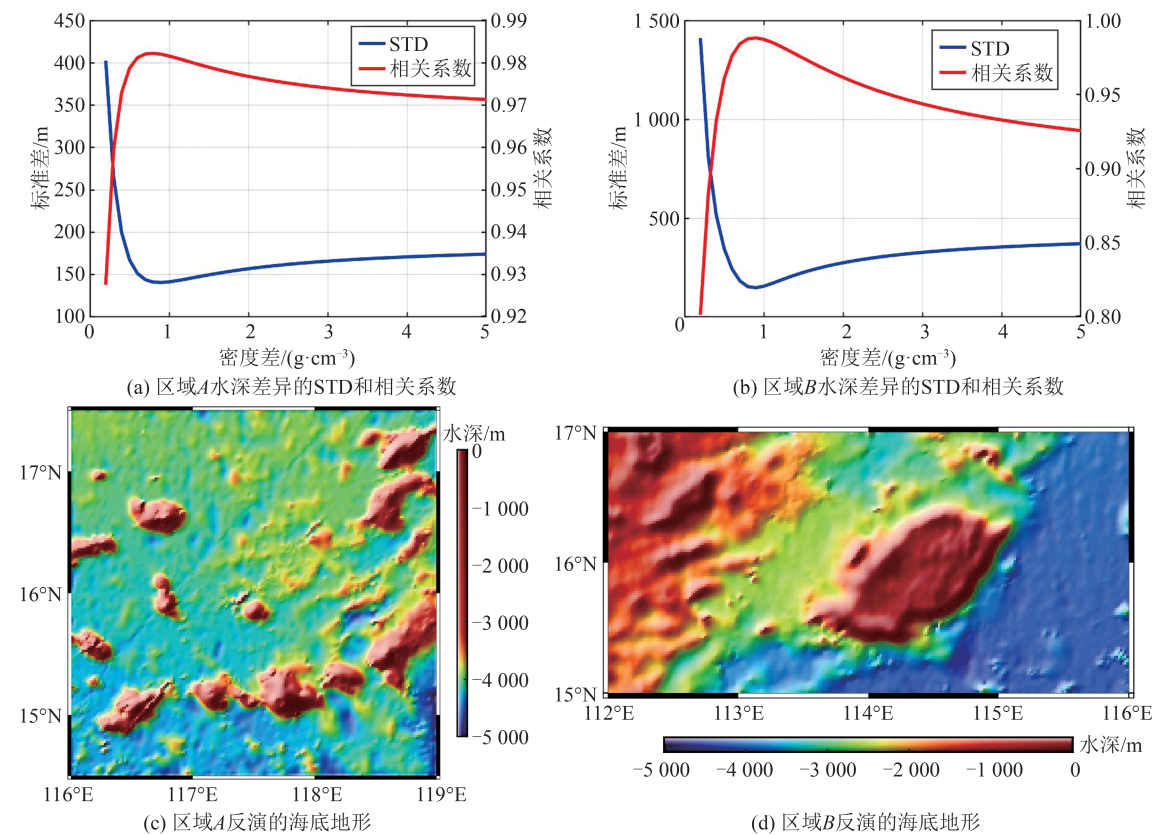 450
400
350
300
250
200
150
100
标准差/m
0.99
0.98
0.97
0.96
0.95
0.94
0.93
0.92
相关系数
STD
相关系数
0 1 2 3 4 5
密度差/(g·cm⁻³)
(a) 区域A水深差异的STD和相关系数
1 500
1 000
500
0
标准差/m
1.00
0.95
0.90
0.85
0.80
相关系数
STD
相关系数
1 2 3 4 5
密度差/(g·cm⁻³)
(b) 区域B水深差异的STD和相关系数
17°N
16°N
15°N
116°E 117°E 118°E 119°E
水深/m
0
−1 000
−2 000
−3 000
−4 000
−5 000
(c) 区域A反演的海底地形
17°N
16°N
15°N
112°E 113°E 114°E 115°E 116°E
水深/m
−5 000 −4 000 −3 000 −2 000 −1 000 0
(d) 区域B反演的海底地形